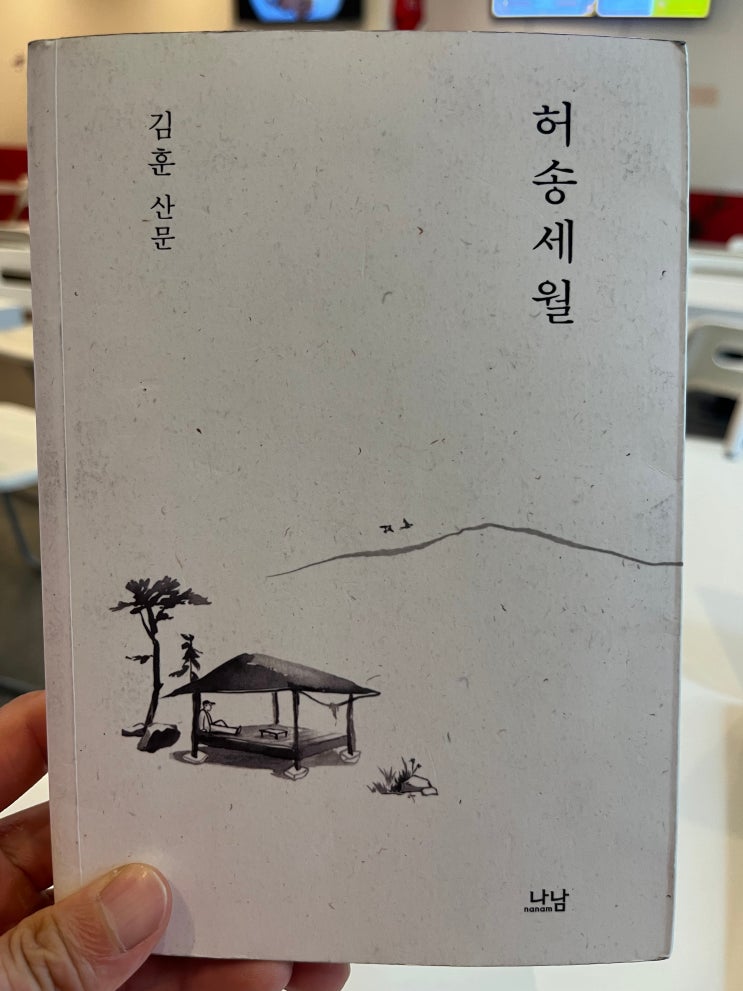 허송세월
김훈 산문
나남
nanam